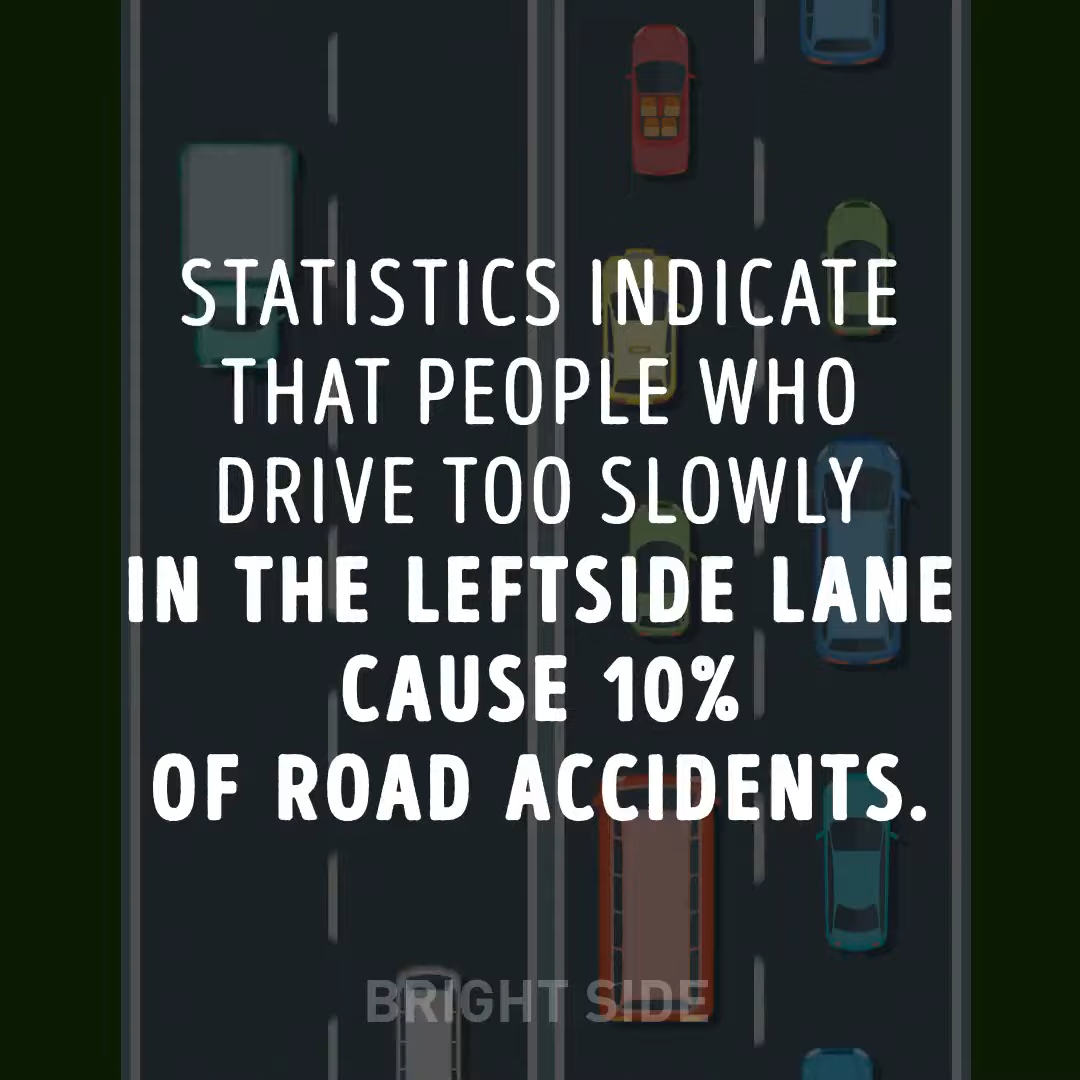 STATISTICS INDICATE
THAT PEOPLE WHO
DRIVE TOO SLOWLY
IN THE LEFTSIDE LANE
CAUSE 10%
OF ROAD ACCIDENTS.
BRIGHT SIDE